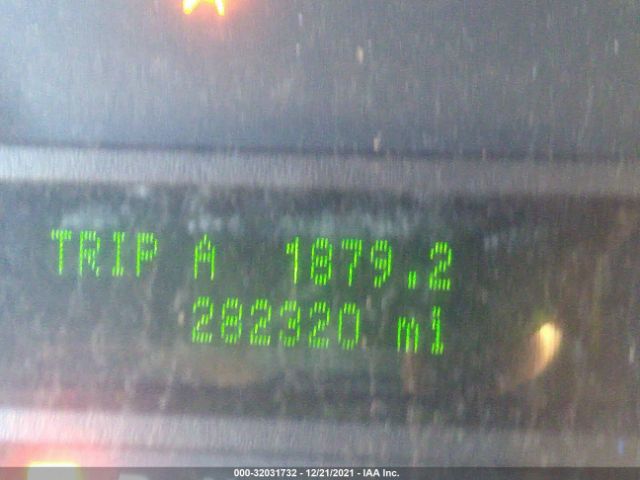 TRIP A 1879.2
282320 mi
000-32031732 - 12/21/2021 - IAA Inc.